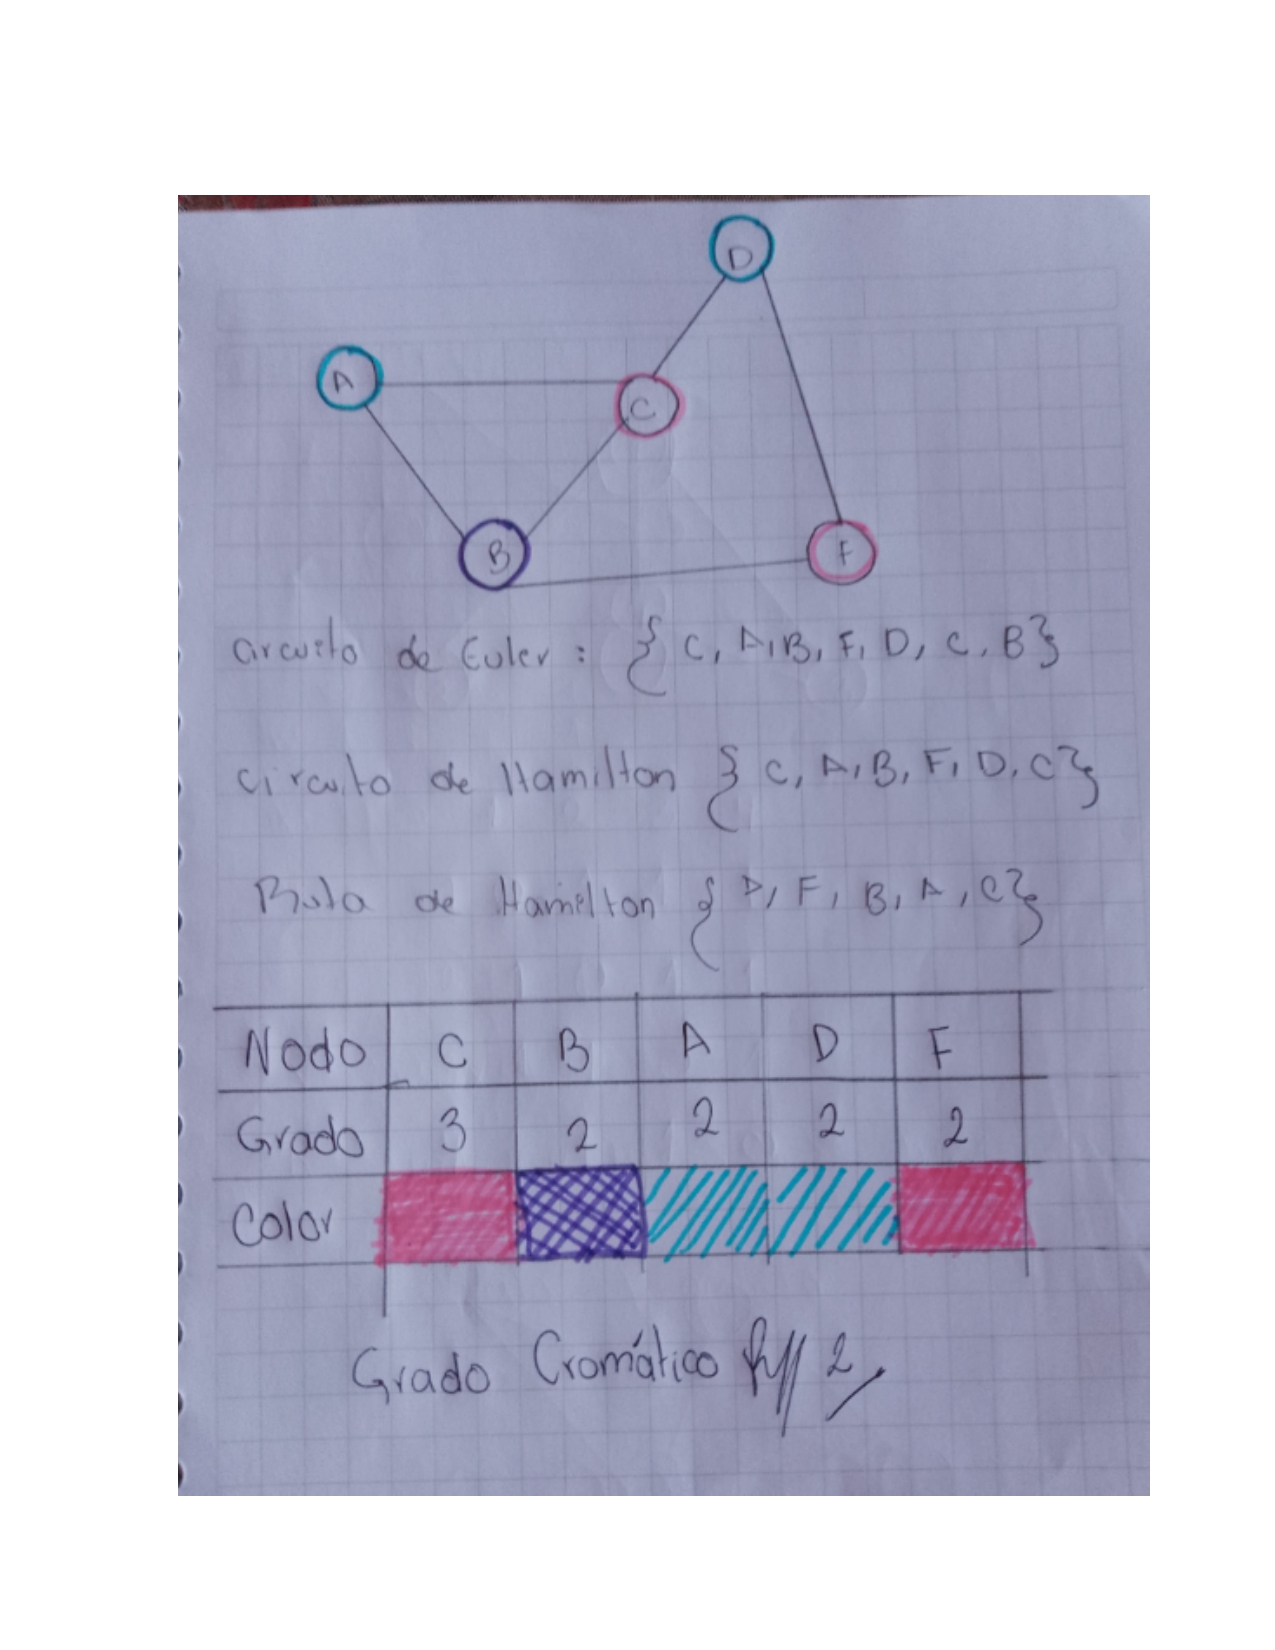 D
A
C
B
F
Circuito de Euler : { C, A, B, F, D, C, B}
Circuito de Hamilton { C, A, B, F, D, C}
Ruta de Hamilton { D, F, B, A, C}
Nodo C B A D F
Grado 3 2 2 2 2
Color
Grado Cromático 2